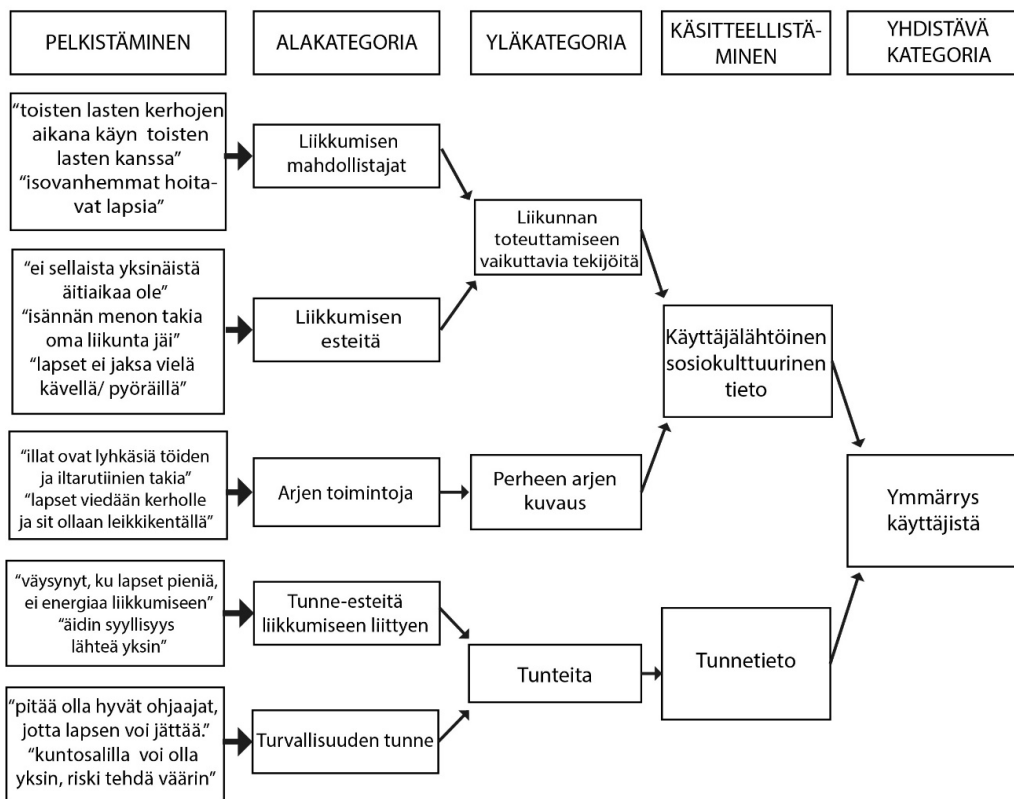 PELKISTÄMINEN
ALAKATEGORIA
YLÄKATEGORIA
KÄSITTEELLISTÄ-
MINEN
YHDISTÄVÄ
KATEGORIA
“toisten lasten kerhojen
aikana käyn toisten
lasten kanssa”
“isovanhemmat hoita-
vat lapsia”
Liikkumisen
mahdollistajat
“ei sellaista yksinäistä
äitiaikaa ole”
“isännän menon takia
oma liikunta jäi”
“lapset ei jaksa vielä
kävellä/ pyöräillä”
Liikkumisen
esteitä
Liikunnan
toteuttamiseen
vaikuttavia tekijöitä
“illat ovat lyhkäsiä töiden
ja iltarutiinien takia”
“lapset viedään kerholle
ja sit ollaan leikkikentällä”
Arjen toimintoja
Perheen arjen
kuvaus
Käyttäjälähtöinen
sosiokulttuurinen
tieto
“väysynyt, ku lapset pieniä,
ei energiaa liikkumiseen”
“äidin syyllisyys
lähteä yksin”
Tunne-esteitä
liikkumiseen liittyen
“pitää olla hyvät ohjaajat,
jotta lapsen voi jättää.”
“kuntosalilla voi olla
yksin, riski tehdä väärin”
Turvallisuuden tunne
Tunteita
Tunnetieto
Ymmärrys
käyttäjistä